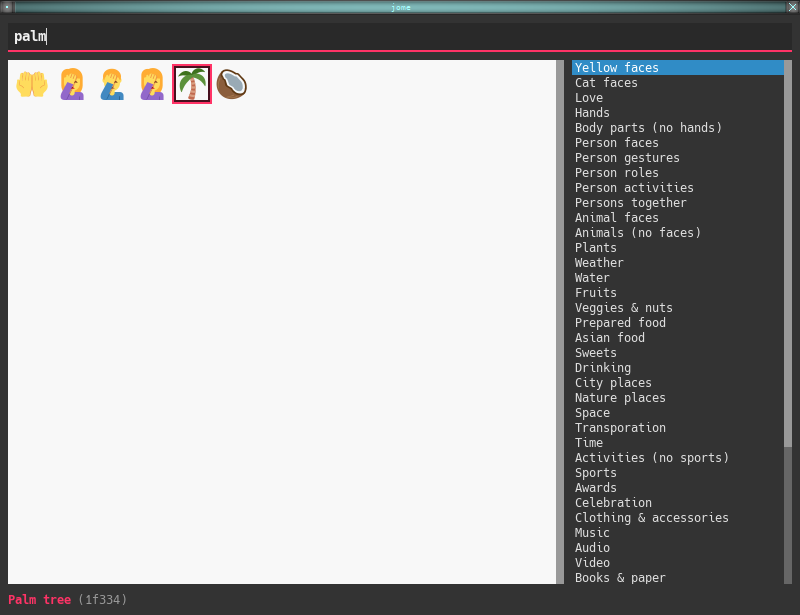 jome
palm
Yellow faces
Cat faces
Love
Hands
Body parts (no hands)
Person faces
Person gestures
Person roles
Person activities
Persons together
Animal faces
Animals (no faces)
Plants
Weather
Water
Fruits
Veggies & nuts
Prepared food
Asian food
Sweets
Drinking
City places
Nature places
Space
Transporation
Time
Activities (no sports)
Sports
Awards
Celebration
Clothing & accessories
Music
Audio
Video
Books & paper
Palm tree (1f334)